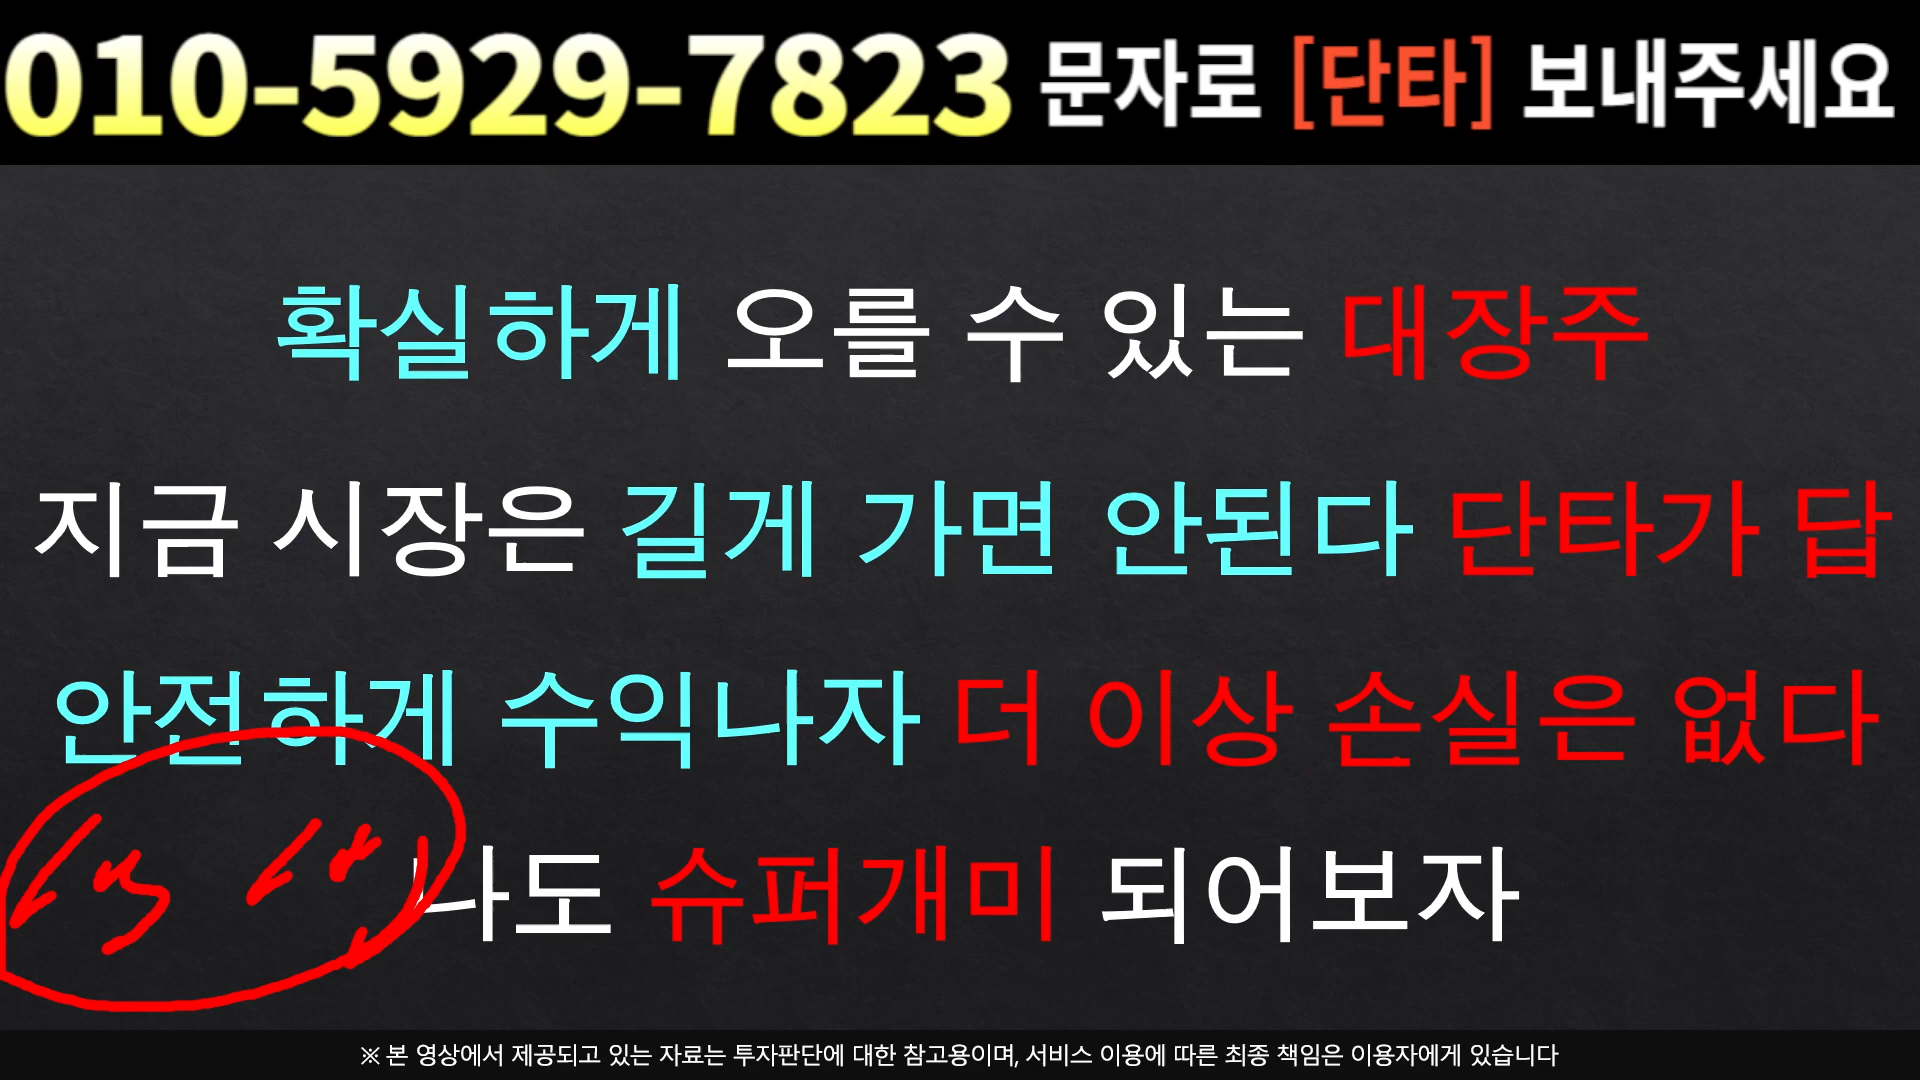 010-5929-7823 문자로 [단타] 보내주세요
확실하게 오를 수 있는 대장주
지금 시장은 길게 가면 안된다 단타가 답
안전하게 수익나자 더 이상 손실은 없다
나도 슈퍼개미 되어보자
※ 본 영상에서 제공되고 있는 자료는 투자판단에 대한 참고용이며, 서비스 이용에 따른 최종 책임은 이용자에게 있습니다